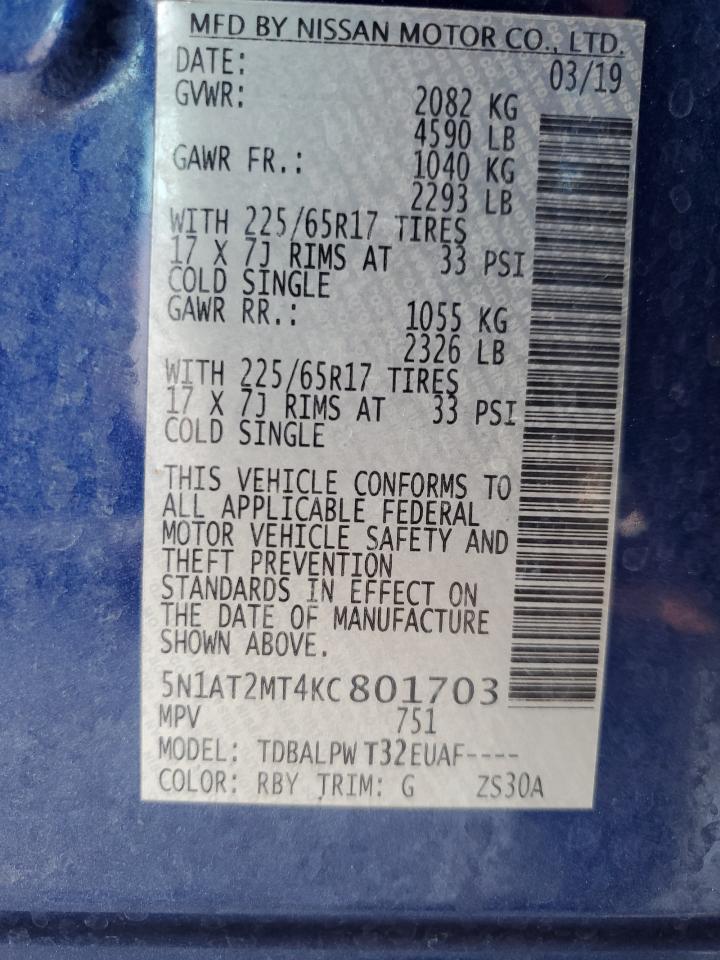 MFD BY NISSAN MOTOR CO., LTD.
DATE: 03/19
GVWR: 2082 KG
4590 LB
GAWR FR.: 1040 KG
2293 LB
WITH 225/65R17 TIRES
17 X 7J RIMS AT 33 PSI
COLD SINGLE
GAWR RR.: 1055 KG
2326 LB
WITH 225/65R17 TIRES
17 X 7J RIMS AT 33 PSI
COLD SINGLE
THIS VEHICLE CONFORMS TO
ALL APPLICABLE FEDERAL
MOTOR VEHICLE SAFETY AND
THEFT PREVENTION
STANDARDS IN EFFECT ON
THE DATE OF MANUFACTURE
SHOWN ABOVE.
5N1AT2MT4KC801703
MPV 751
MODEL: TDBALPW T32EUAF----
COLOR: RBY TRIM: G ZS30A